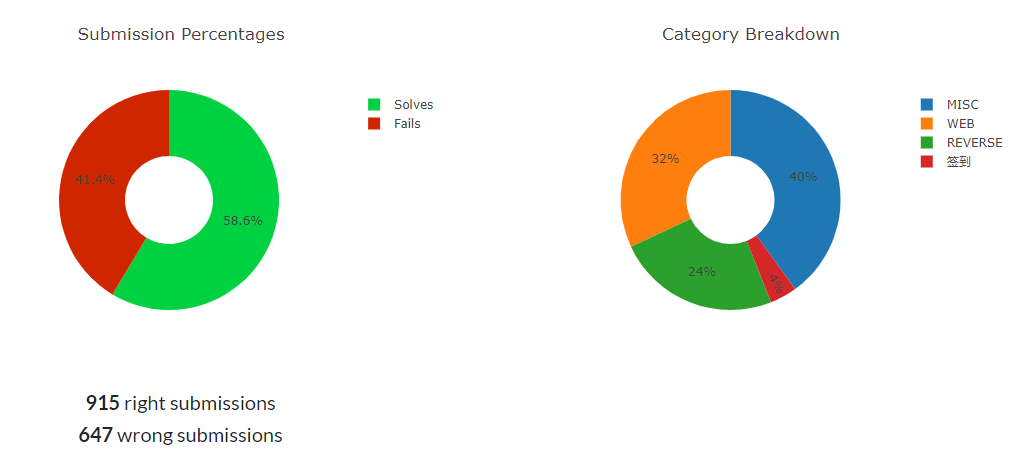 Submission Percentages
Solves
Fails
41.4%
58.6%
915 right submissions
647 wrong submissions
Category Breakdown
MISC
WEB
REVERSE
签到
32%
40%
24%
4%